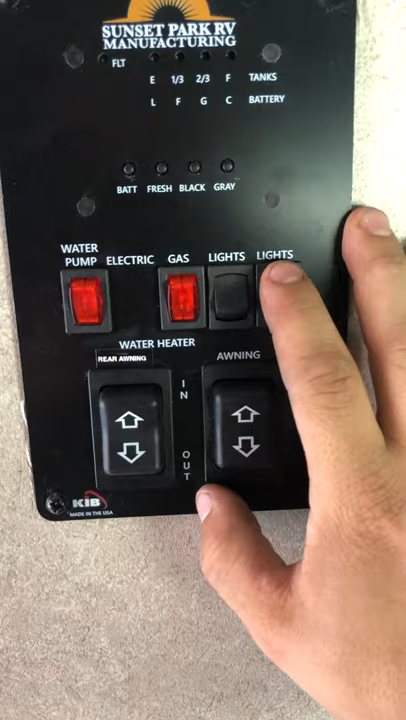 SUNSET PARK RV
MANUFACTURING
FLT
E 1/3 2/3 F TANKS
L F G C BATTERY
BATT FRESH BLACK GRAY
WATER
PUMP ELECTRIC GAS LIGHTS LIGHTS
WATER HEATER
REAR AWNING AWNING
IN
OUT
KIB
MADE IN THE USA